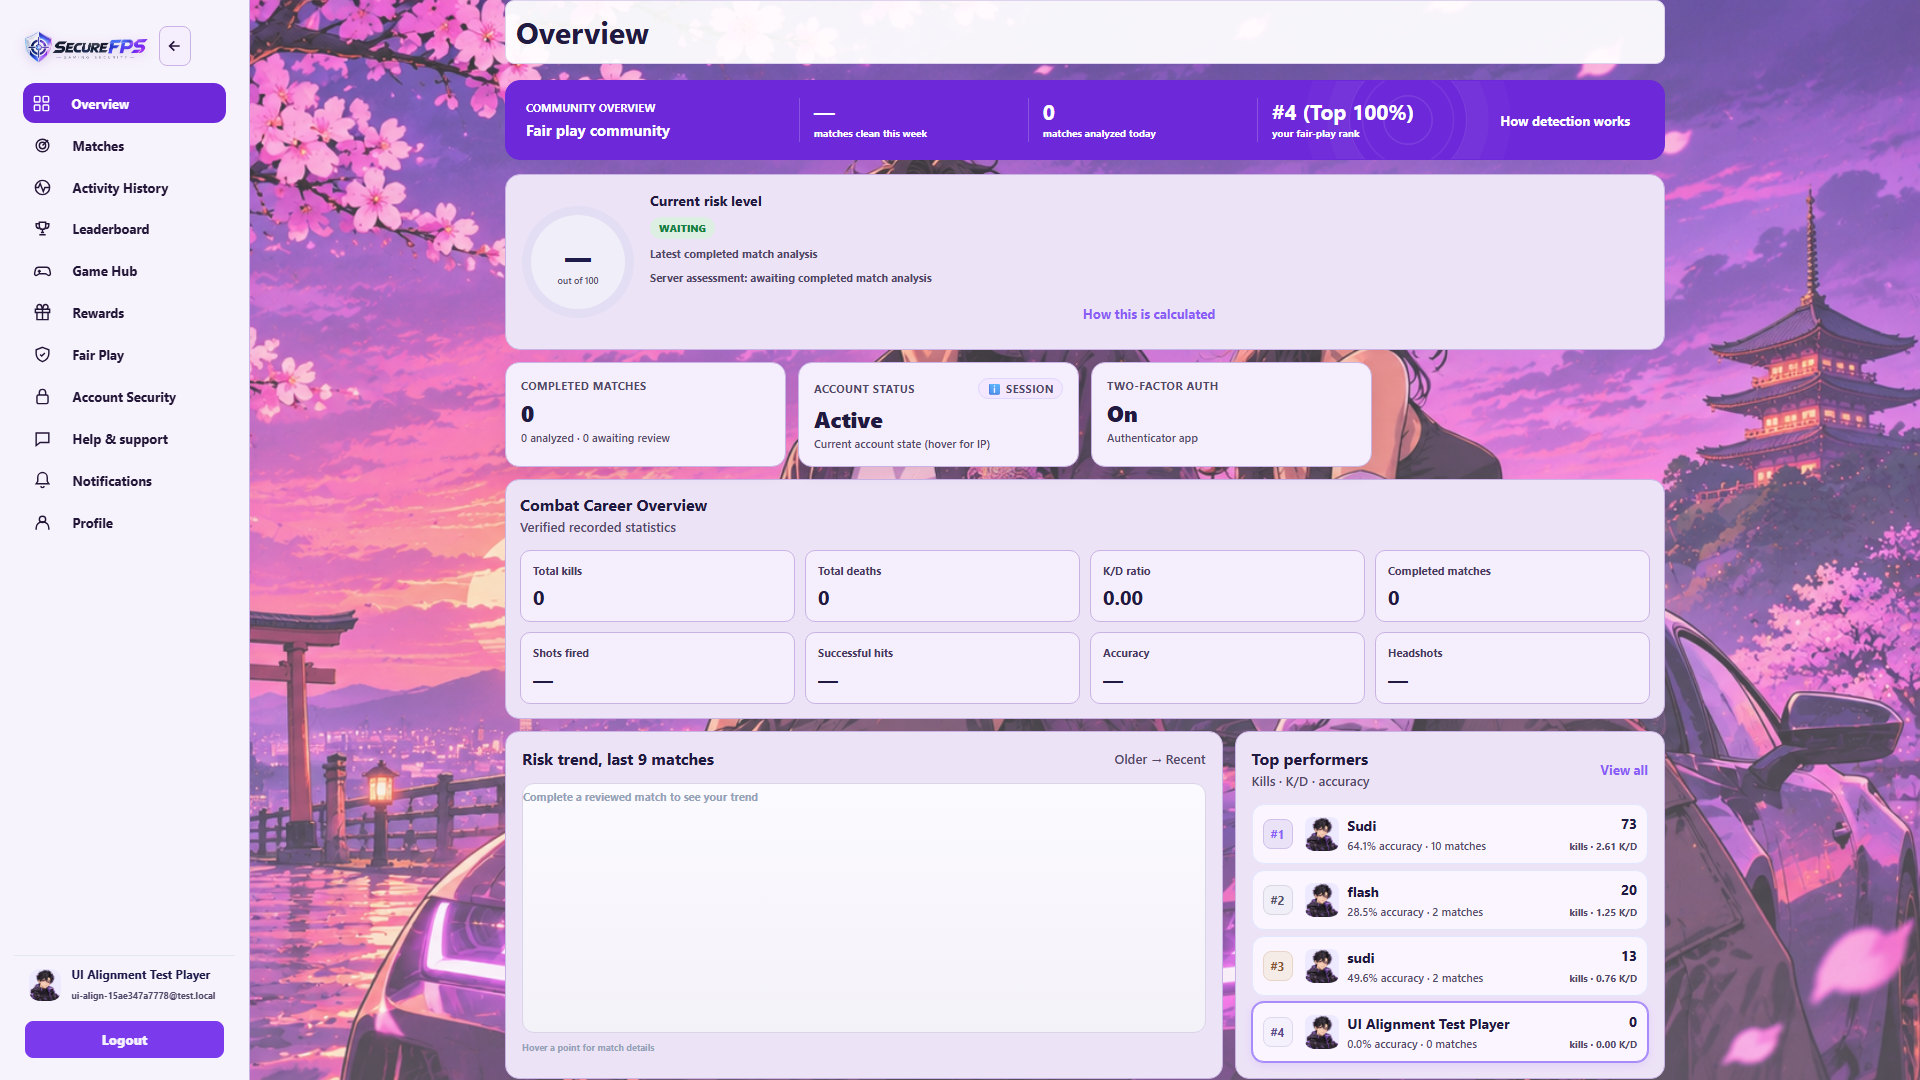 SECUREFPS
GAMING SECURITY
Overview
Matches
Activity History
Leaderboard
Game Hub
Rewards
Fair Play
Account Security
Help & support
Notifications
Profile
UI Alignment Test Player
ui-align-15ae347a7778@test.local
Logout
Overview
COMMUNITY OVERVIEW
Fair play community
—
matches clean this week
0
matches analyzed today
#4 (Top 100%)
your fair-play rank
How detection works
—
out of 100
Current risk level
WAITING
Latest completed match analysis
Server assessment: awaiting completed match analysis
How this is calculated
COMPLETED MATCHES
0
0 analyzed · 0 awaiting review
ACCOUNT STATUS
ℹ️ SESSION
Active
Current account state (hover for IP)
TWO-FACTOR AUTH
On
Authenticator app
Combat Career Overview
Verified recorded statistics
Total kills
0
Total deaths
0
K/D ratio
0.00
Completed matches
0
Shots fired
—
Successful hits
—
Accuracy
—
Headshots
—
Risk trend, last 9 matches
Older → Recent
Complete a reviewed match to see your trend
Hover a point for match details
Top performers
Kills · K/D · accuracy
View all
#1
Sudi
64.1% accuracy · 10 matches
73
kills · 2.61 K/D
#2
flash
28.5% accuracy · 2 matches
20
kills · 1.25 K/D
#3
sudi
49.6% accuracy · 2 matches
13
kills · 0.76 K/D
#4
UI Alignment Test Player
0.0% accuracy · 0 matches
0
kills · 0.00 K/D